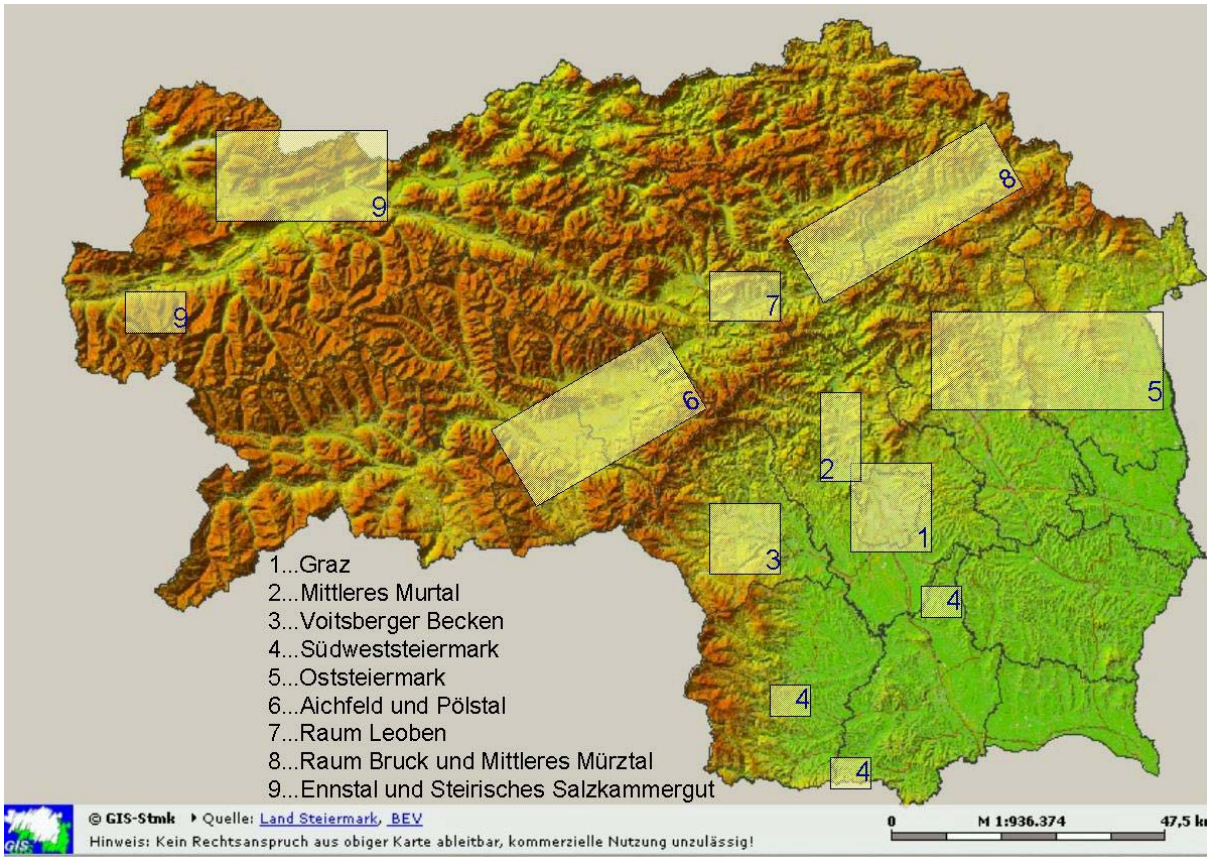 9
8
9
7
5
6
2
1
3
4
4
4
1...Graz
2...Mittleres Murtal
3...Voitsberger Becken
4...Südweststeiermark
5...Oststeiermark
6...Aichfeld und Pölstal
7...Raum Leoben
8...Raum Bruck und Mittleres Mürztal
9...Ennstal und Steirisches Salzkammergut
GIS
© GIS-Stmk Quelle: Land Steiermark, BEV
0 M 1:936.374 47,5 km
Hinweis: Kein Rechtsanspruch aus obiger Karte ableitbar, kommerzielle Nutzung unzulässig!